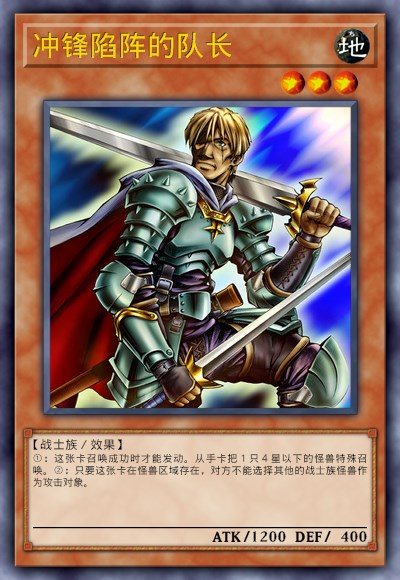 冲锋陷阵的队长
地
【战士族／效果】
①：这张卡召唤成功时才能发动。从手卡把１只４星以下的怪兽特殊召
唤。②：只要这张卡在怪兽区域存在，对方不能选择其他的战士族怪兽作
为攻击对象。
ATK/1200 DEF/ 400